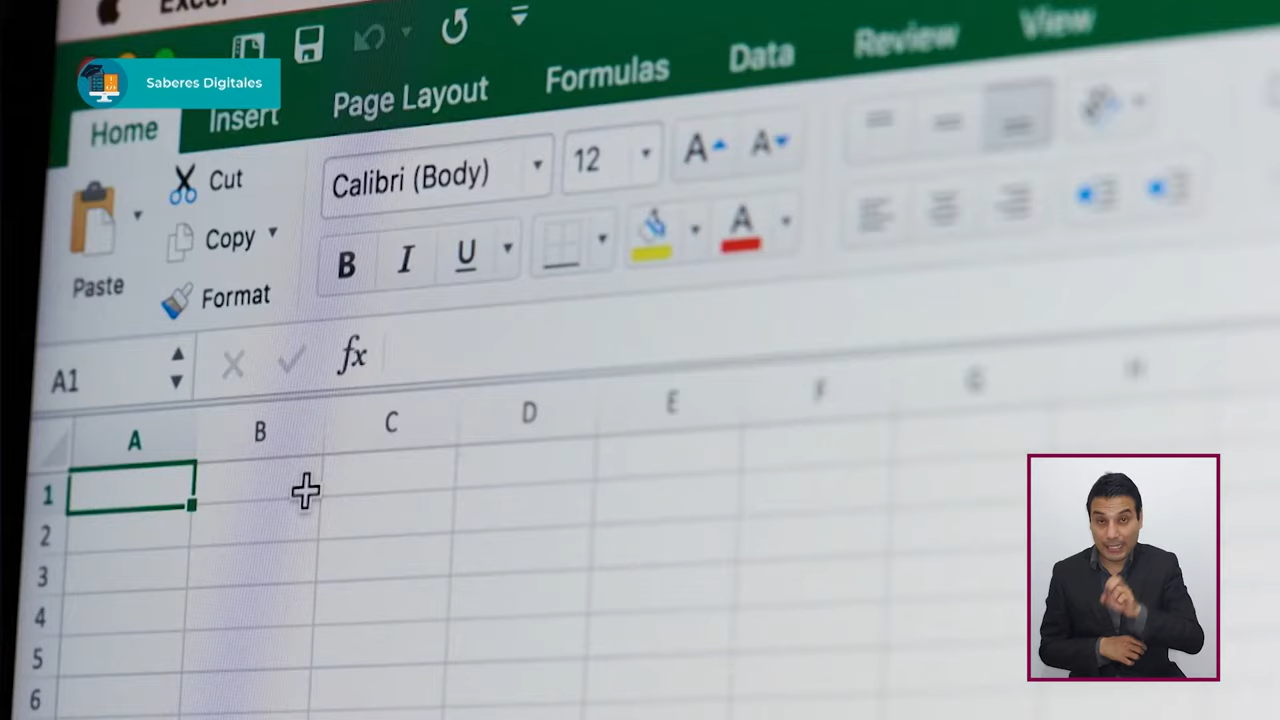 Excel
Saberes Digitales
Home
Insert
Page Layout
Formulas
Data
Review
View
Paste
Cut
Copy
Format
Calibri (Body)
12
A A
B I U A
A1
fx
A B C D E F G H
1
2
3
4
5
6